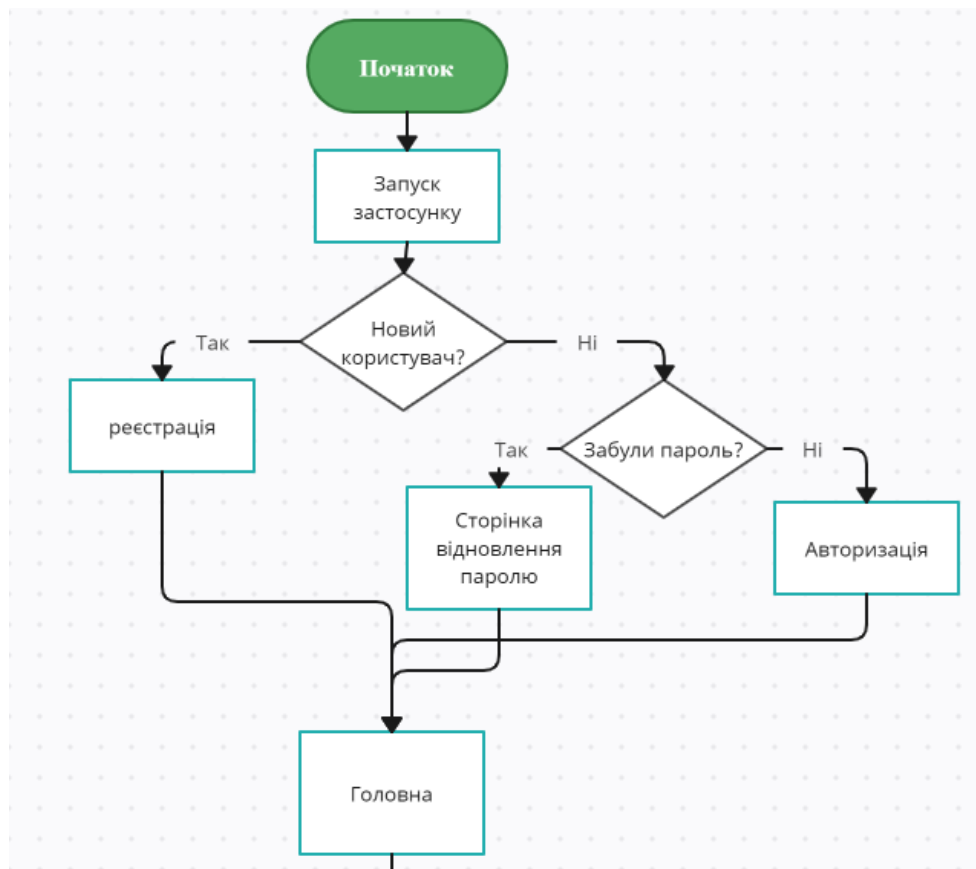 Початок
Запуск
застосунку
Новий
користувач?
Так
Ні
реєстрація
Забули пароль?
Так
Ні
Сторінка
відновлення
паролю
Авторизація
Головна